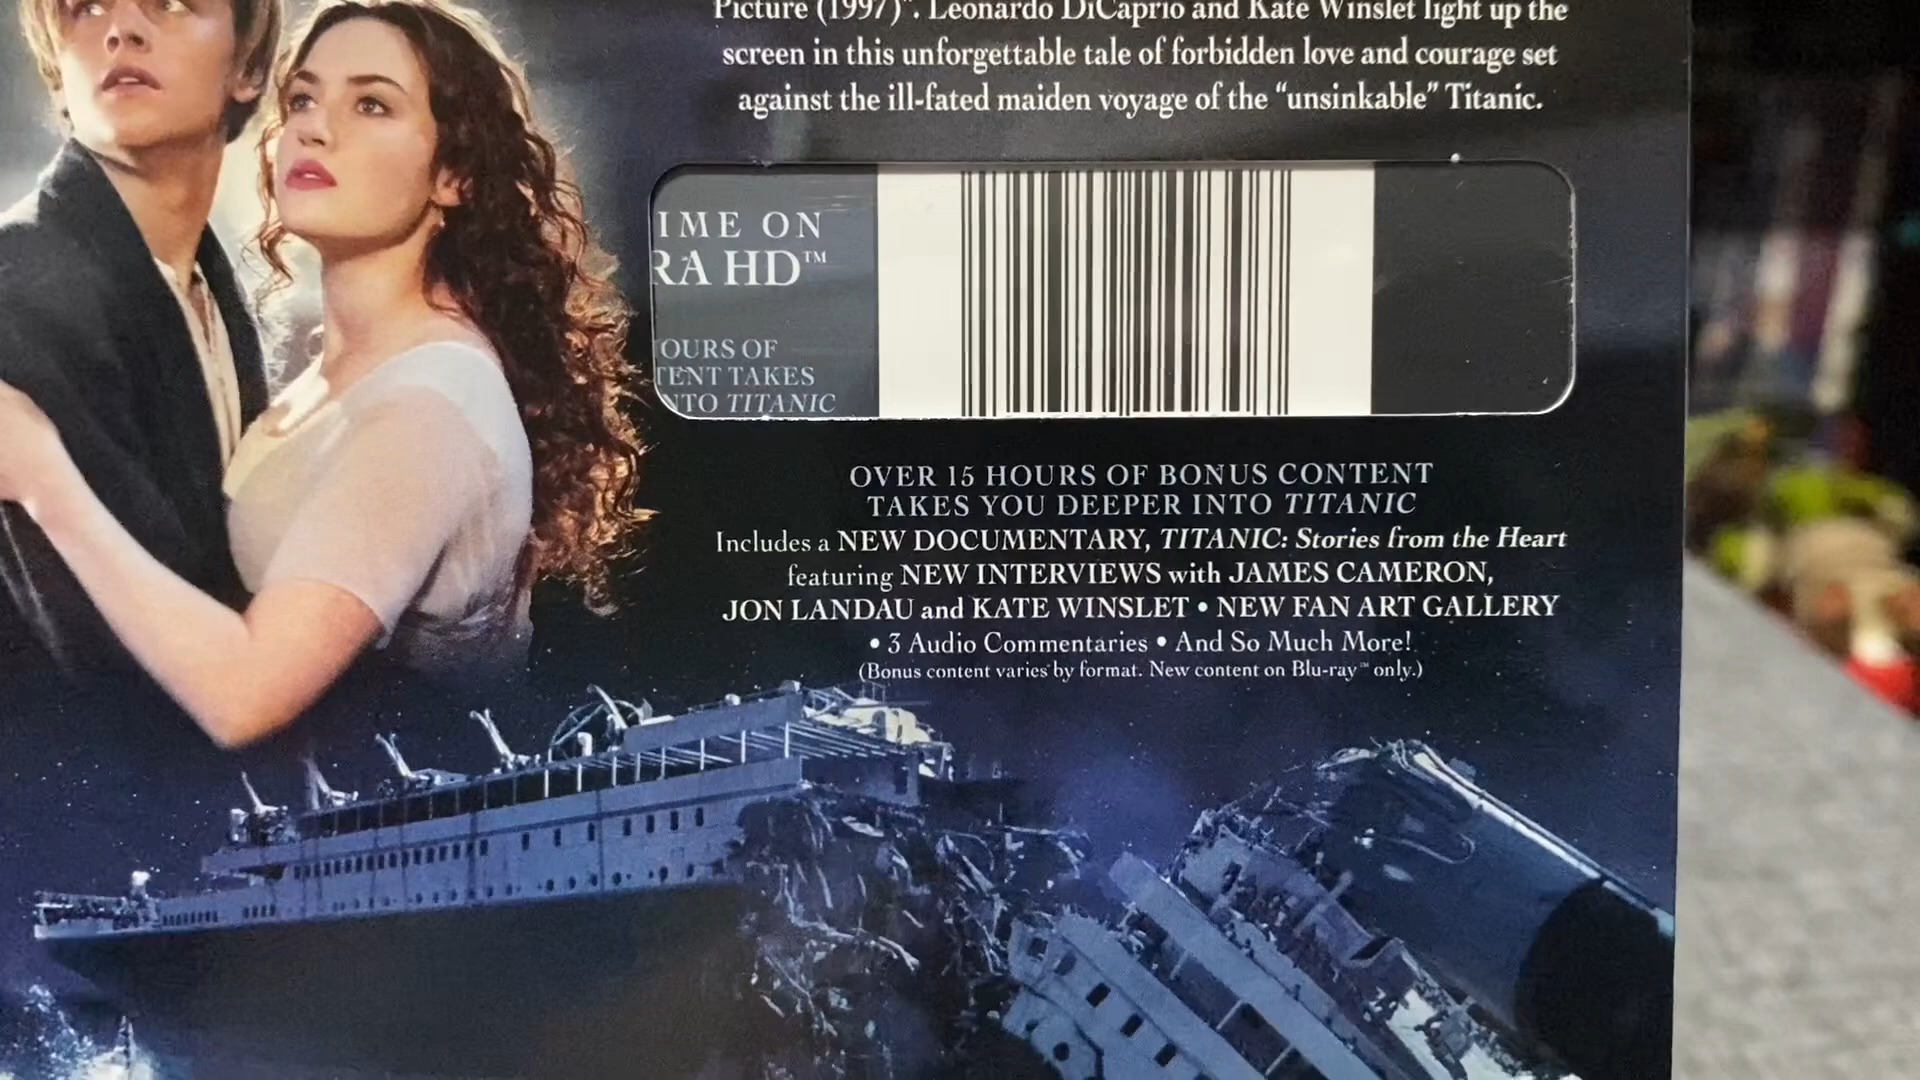 Picture (1997)". Leonardo DiCaprio and Kate Winslet light up the
screen in this unforgettable tale of forbidden love and courage set
against the ill-fated maiden voyage of the “unsinkable” Titanic.
IME ON
RA HD™
OURS OF
TENT TAKES
NTO TITANIC
OVER 15 HOURS OF BONUS CONTENT
TAKES YOU DEEPER INTO TITANIC
Includes a NEW DOCUMENTARY, TITANIC: Stories from the Heart
featuring NEW INTERVIEWS with JAMES CAMERON,
JON LANDAU and KATE WINSLET • NEW FAN ART GALLERY
• 3 Audio Commentaries • And So Much More!
(Bonus content varies by format. New content on Blu-ray™ only.)